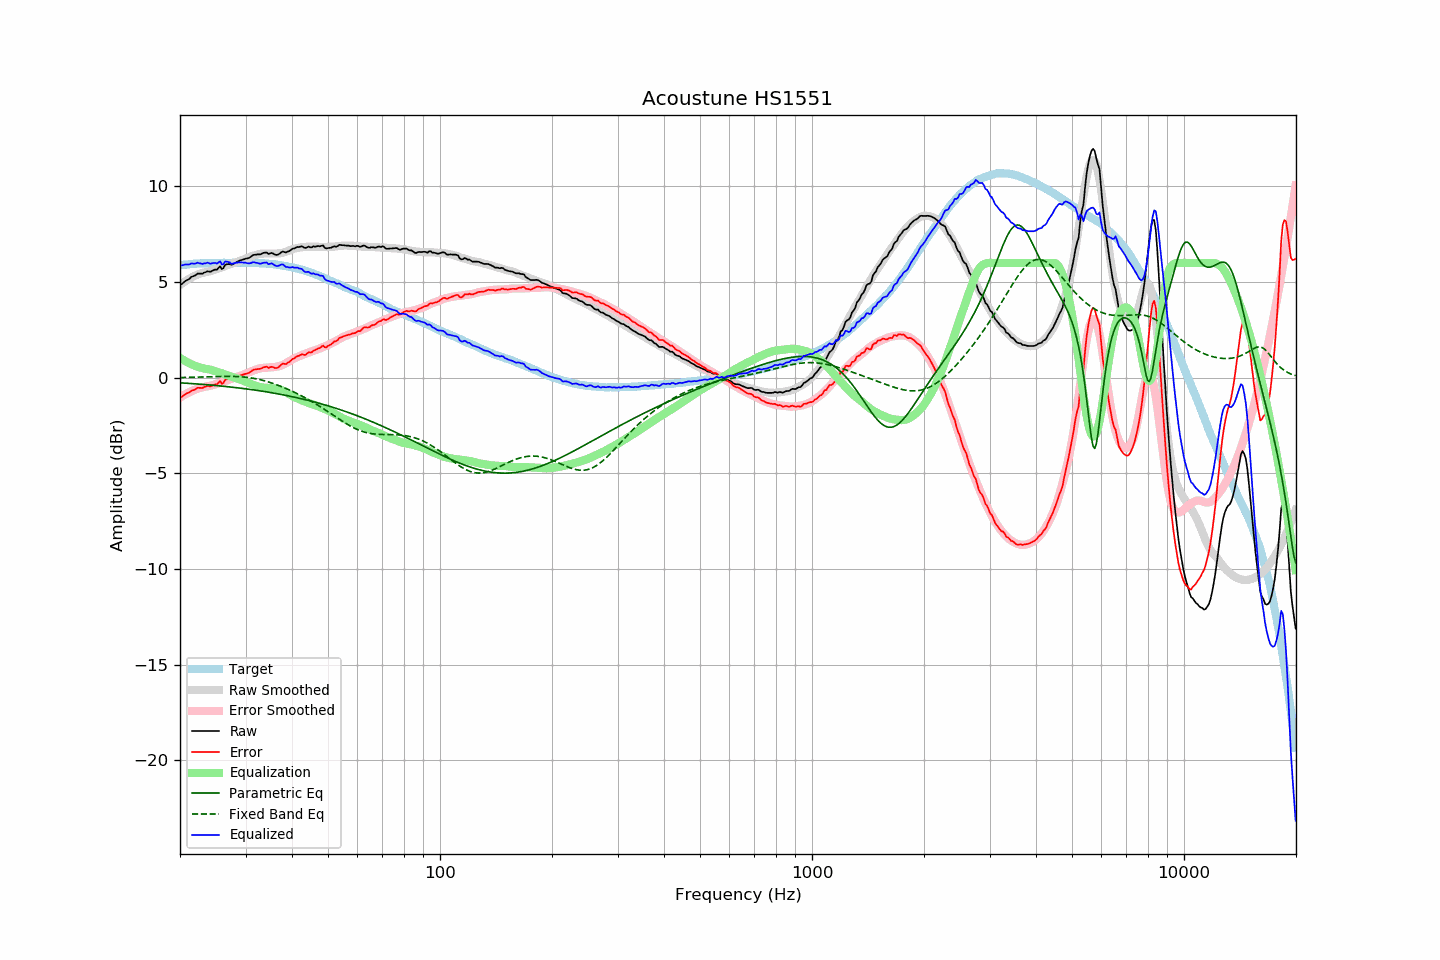 Acoustune HS1551
Amplitude (dBr)
10
5
0
−5
−10
−15
−20
Target
Raw Smoothed
Error Smoothed
Raw
Error
Equalization
Parametric Eq
Fixed Band Eq
Equalized
100
1000
10000
Frequency (Hz)